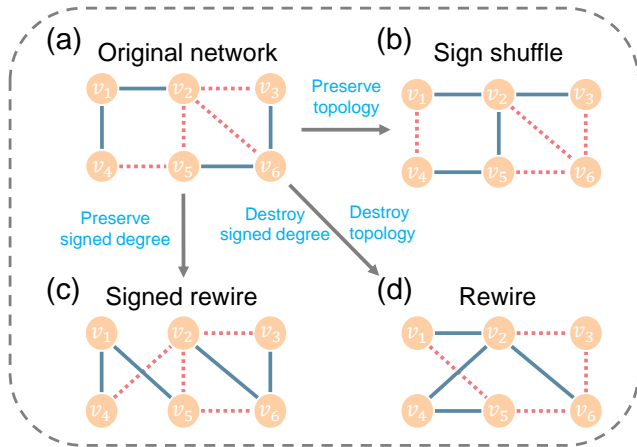 (a)
Original network
(b)
Sign shuffle
v1 v2 v3
v4 v5 v6
Preserve
topology
v1 v2 v3
v4 v5 v6
Preserve
signed degree
Destroy
signed degree
Destroy
topology
(c)
Signed rewire
(d)
Rewire
v1 v2 v3
v4 v5 v6
v1 v2 v3
v4 v5 v6